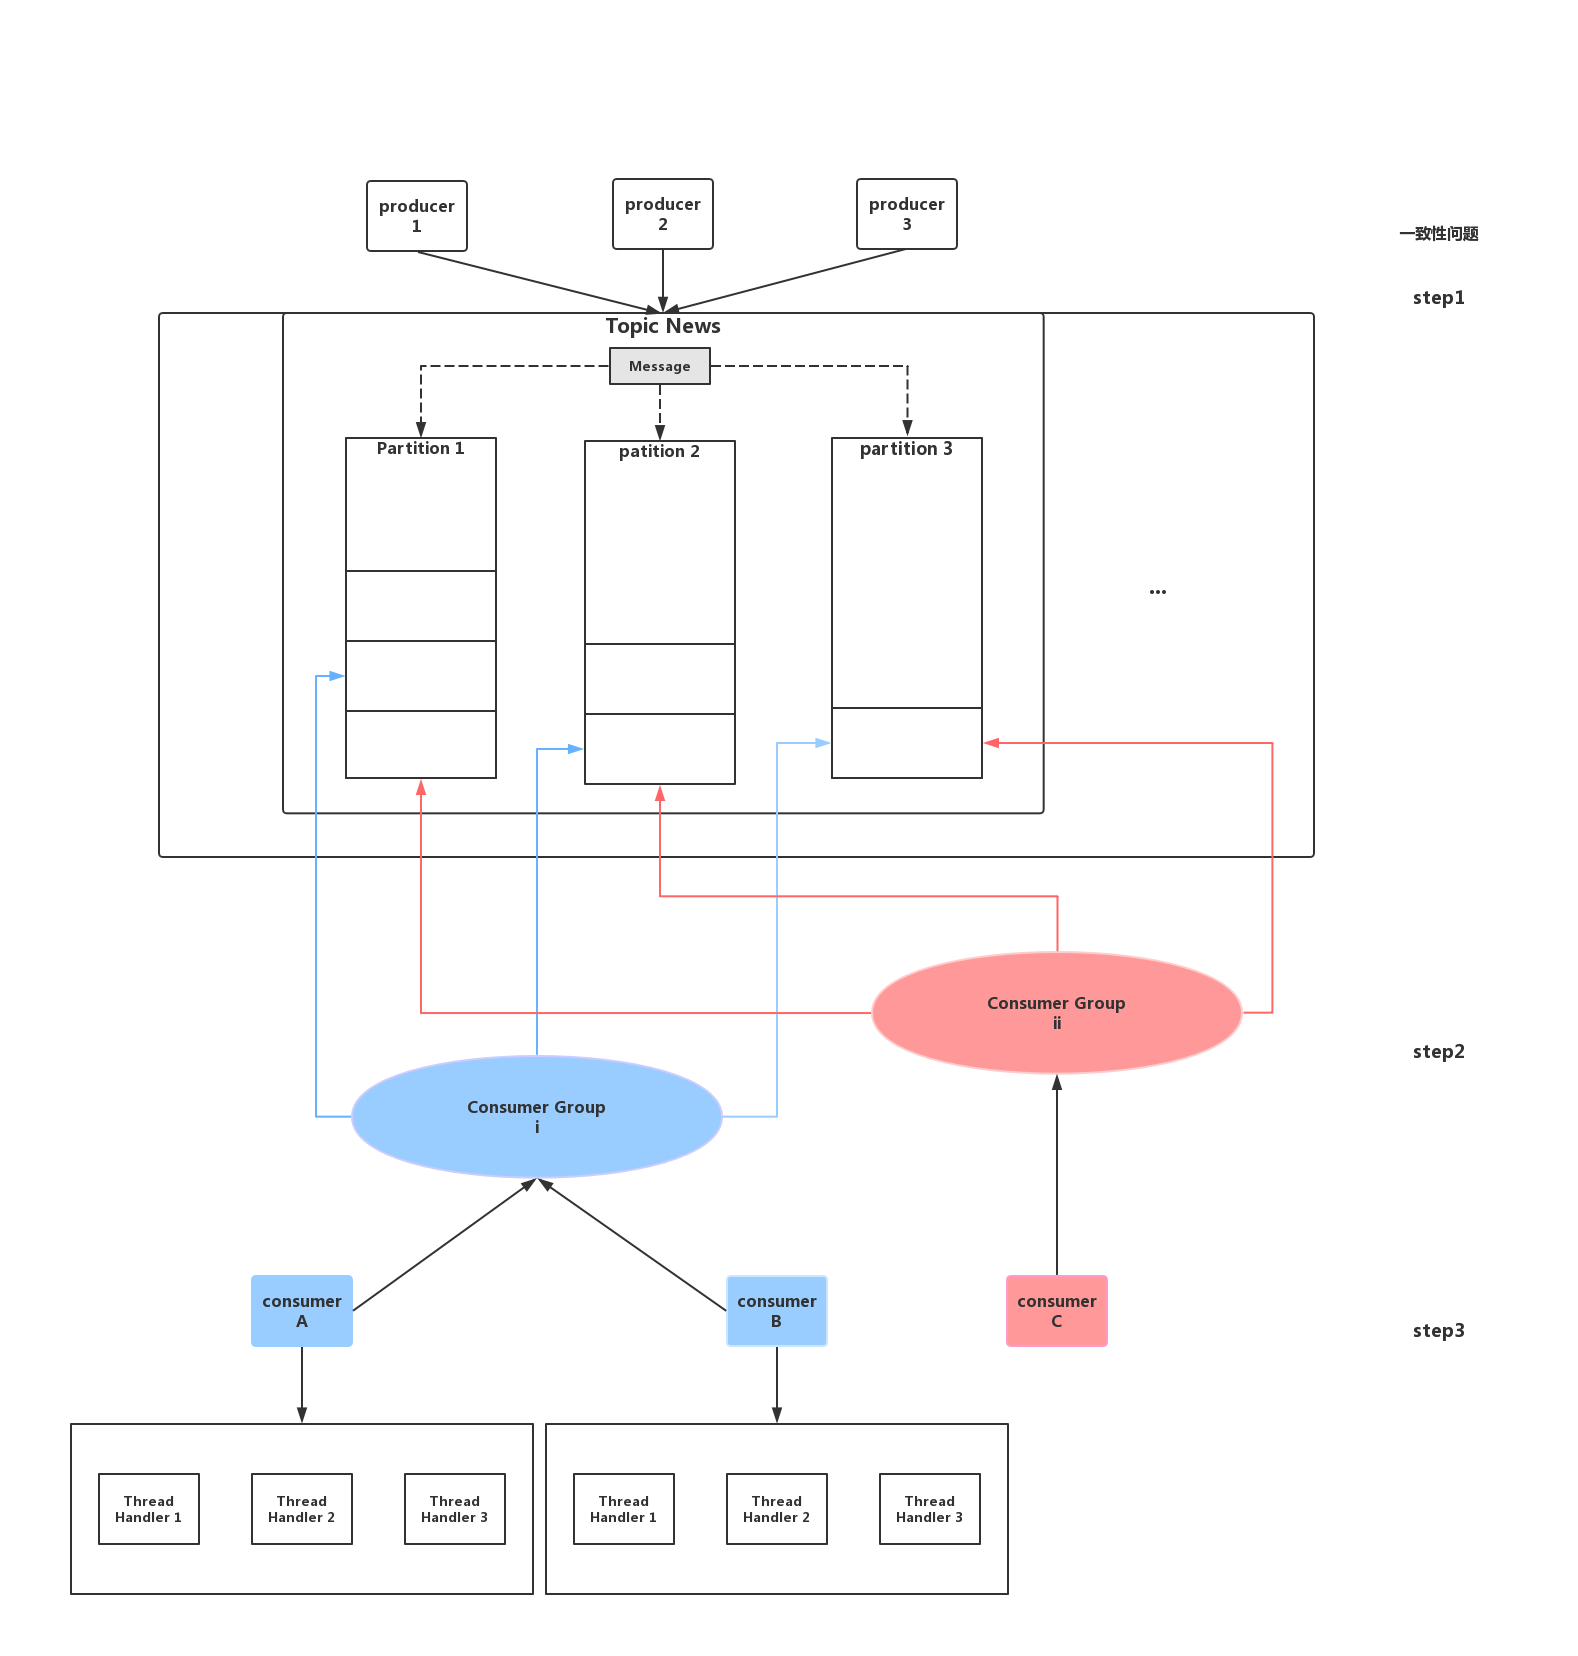 producer
1
producer
2
producer
3
一致性问题
step1
Topic News
Message
Partition 1
patition 2
partition 3
...
Consumer Group
ii
step2
Consumer Group
i
consumer
A
consumer
B
consumer
C
step3
Thread
Handler 1
Thread
Handler 2
Thread
Handler 3
Thread
Handler 1
Thread
Handler 2
Thread
Handler 3